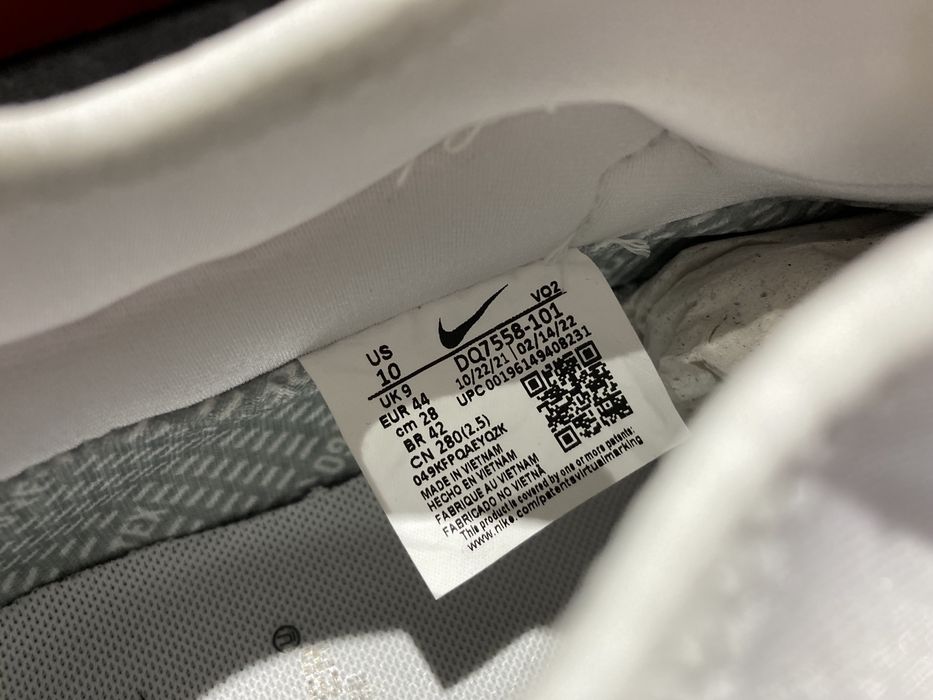 US
10
VO2
DQ7558-101
10/22/21 | 02/14/22
UPC 00196149408231
UK 9
EUR 44
cm 28
BR 42
CN 280(2.5)
049KFPQAEYQZK
MADE IN VIETNAM
HECHO EN VIETNAM
FABRIQUE AU VIETNAM
FABRICADO NO VIETNÃ
This product is covered by one or more patents:
www.nike.com/patentsvirtualmarking